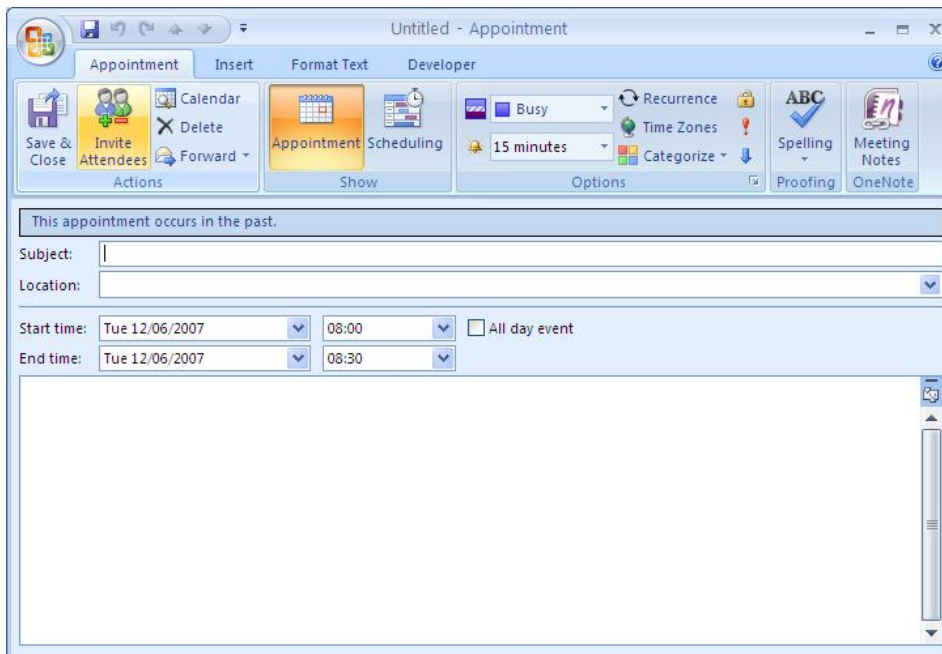 Untitled - Appointment
Appointment Insert Format Text Developer
Save & Close
Invite Attendees
Calendar
Delete
Forward
Actions
Appointment
Scheduling
Show
Busy
15 minutes
Recurrence
Time Zones
Categorize
Options
ABC
Spelling
Proofing
Meeting Notes
OneNote
This appointment occurs in the past.
Subject:
Location:
Start time: Tue 12/06/2007 08:00 All day event
End time: Tue 12/06/2007 08:30